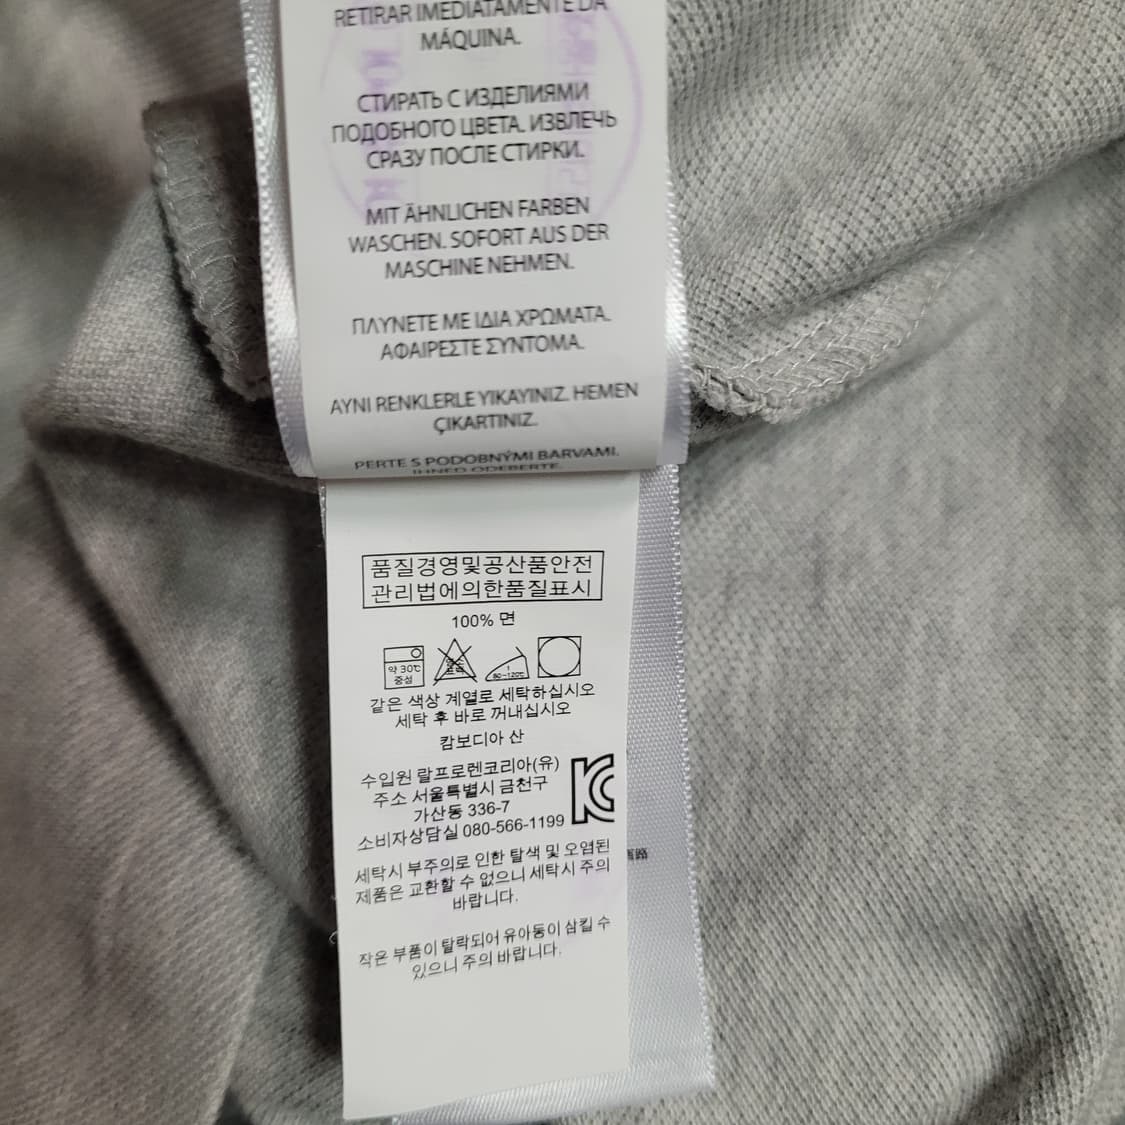 RETIRAR IMEDIATAMENTE DA
MÁQUINA.
СТИРАТЬ С ИЗДЕЛИЯМИ
ПОДОБНОГО ЦВЕТА. ИЗВЛЕЧЬ
СРАЗУ ПОСЛЕ СТИРКИ.
MIT ÄHNLICHEN FARBEN
WASCHEN. SOFORT AUS DER
MASCHINE NEHMEN.
ΠΛΥΝΕΤΕ ΜΕ ΙΔΙΑ ΧΡΩΜΑΤΑ.
ΑΦΑΙΡΕΣΤΕ ΣΥΝΤΟΜΑ.
AYNI RENKLERLE YIKAYINIZ. HEMEN
ÇIKARTINIZ.
PERTE S PODOBNÝMI BARVAMI.
IHNED ODEBERTE.
품질경영및공산품안전
관리법에의한품질표시
100% 면
약 30℃
중성
1
80~120℃
같은 색상 계열로 세탁하십시오
세탁 후 바로 꺼내십시오
캄보디아 산
수입원 랄프로렌코리아(유)
주소 서울특별시 금천구
가산동 336-7
소비자상담실 080-566-1199
세탁시 부주의로 인한 탈색 및 오염된
제품은 교환할 수 없으니 세탁시 주의
바랍니다.
작은 부품이 탈락되어 유아동이 삼킬 수
있으니 주의 바랍니다.